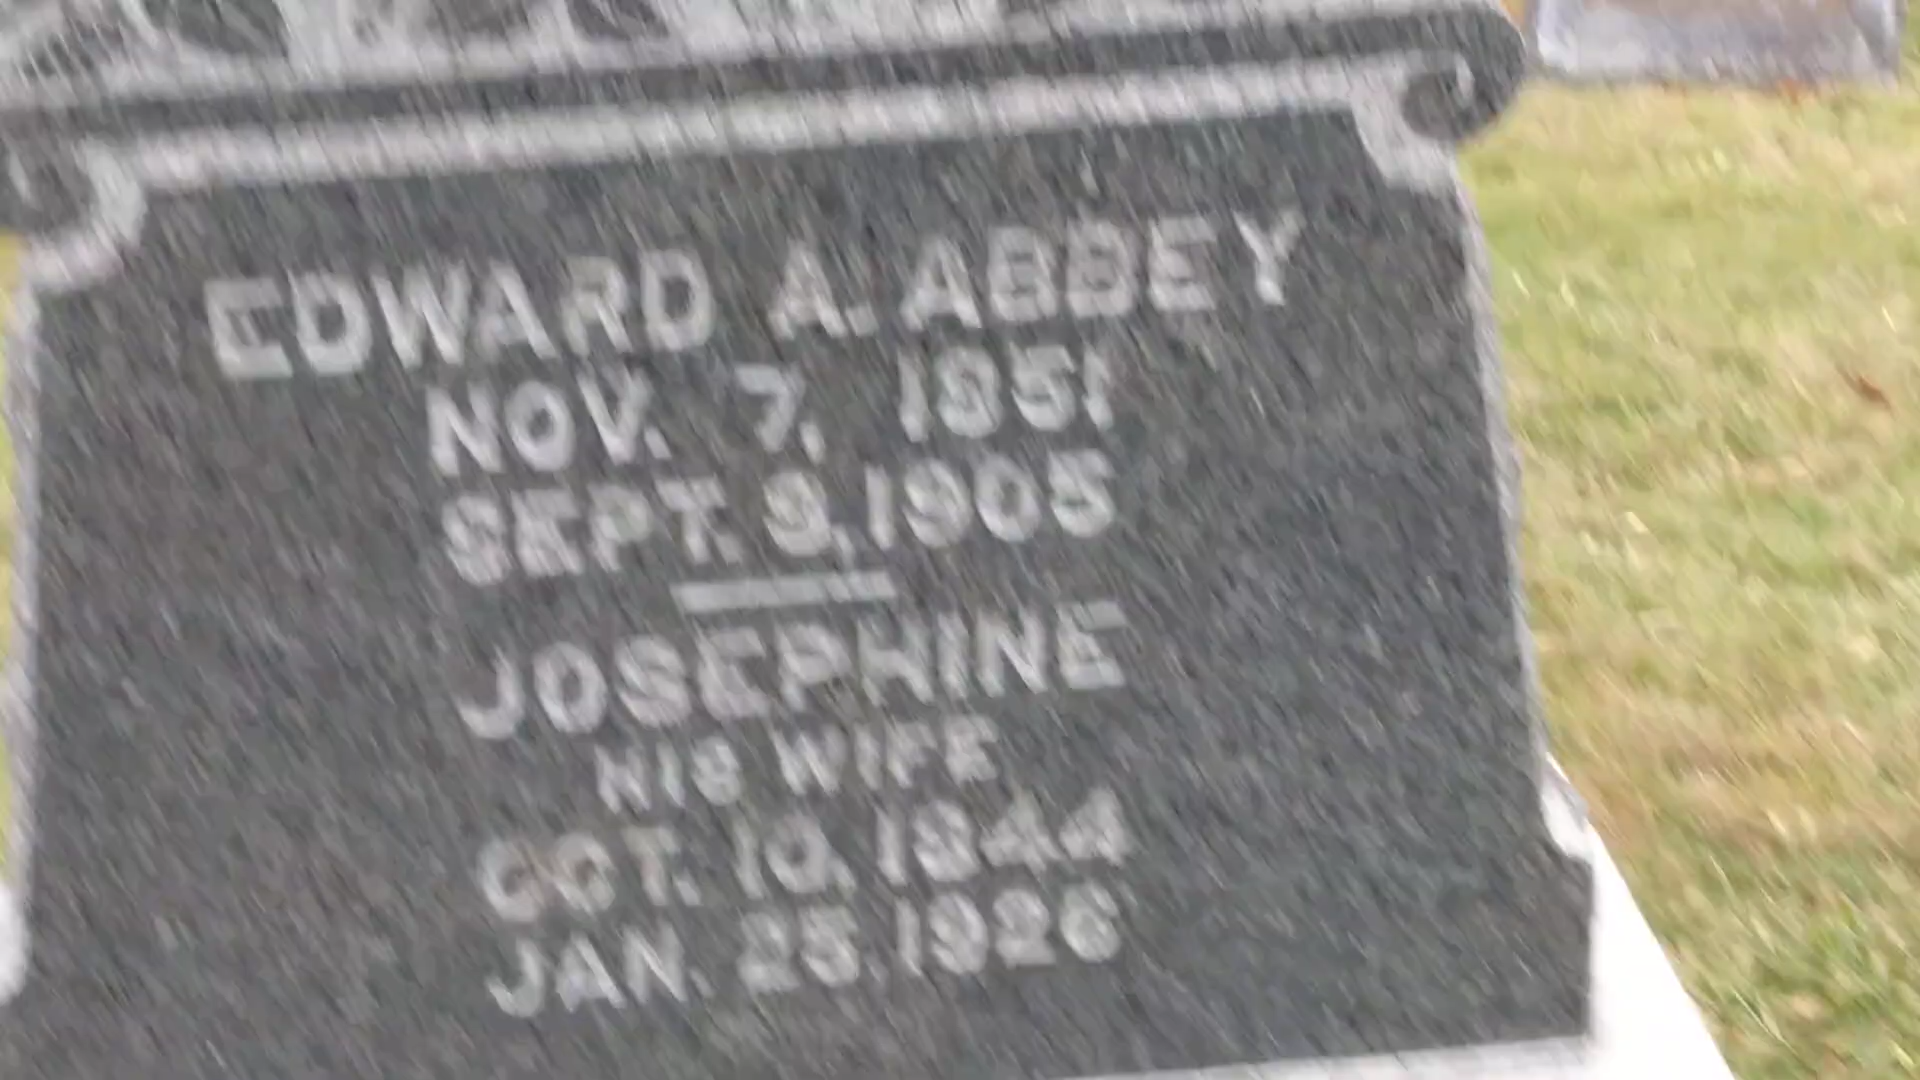 EDWARD A. ABBEY
NOV. 7, 1851
SEPT. 9, 1905
JOSEPHINE
HIS WIFE
OCT. 10, 1844
JAN. 25, 1926